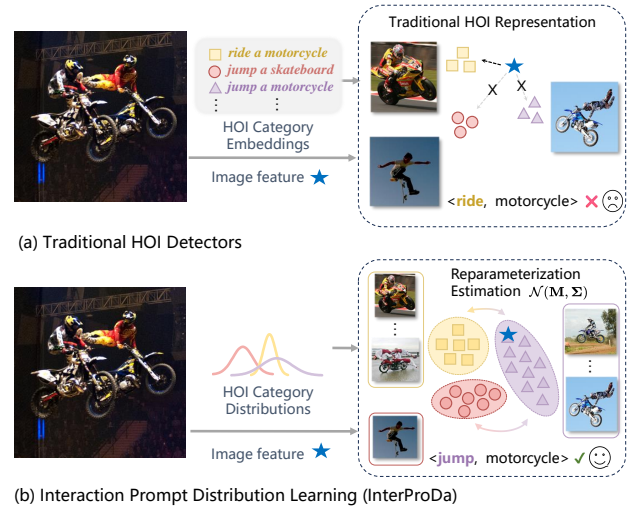 Traditional HOI Representation
ride a motorcycle
jump a skateboard
jump a motorcycle
⋮ ⋮
HOI Category
Embeddings
Image feature
X X
<ride, motorcycle>
(a) Traditional HOI Detectors
Reparameterization
Estimation 𝒩(M, Σ)
HOI Category
Distributions
Image feature
<jump, motorcycle>
(b) Interaction Prompt Distribution Learning (InterProDa)